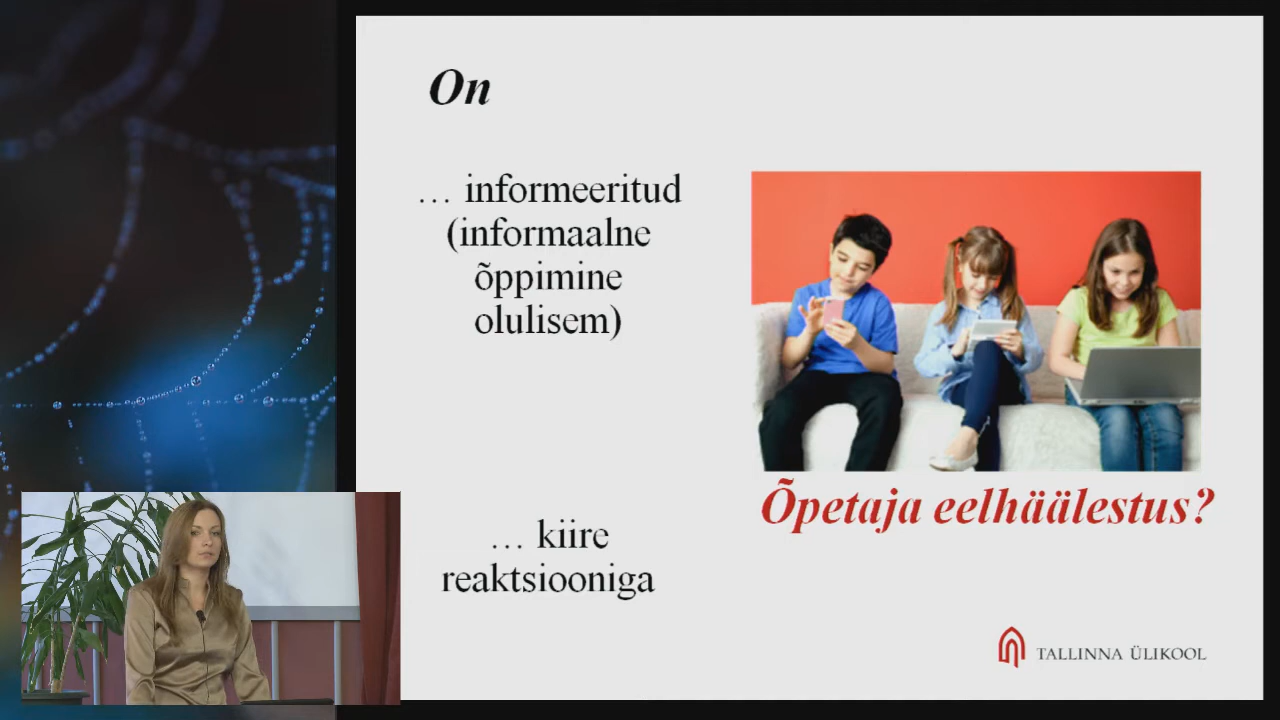 On
… informeeritud
(informaalne
õppimine
olulisem)
… kiire
reaktsiooniga
Õpetaja eelhäälestus?
TALLINNA ÜLIKOOL